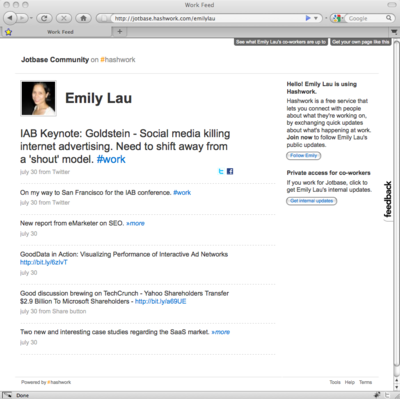 Work Feed
http://jotbase.hashwork.com/emilylau
Google
Work Feed
See what Emily Lau's co-workers are up to
Get your own page like this
Jotbase Community on #hashwork
Emily Lau
IAB Keynote: Goldstein - Social media killing
internet advertising. Need to shift away from
a 'shout' model. #work
july 30 from Twitter
On my way to San Francisco for the IAB conference. #work
july 30 from Twitter
New report from eMarketer on SEO. »more
july 30
GoodData in Action: Visualizing Performance of Interactive Ad Networks
http://bit.ly/6zIvT
july 30
Good discussion brewing on TechCrunch - Yahoo Shareholders Transfer
$2.9 Billion To Microsoft Shareholders - http://bit.ly/a69UE
july 30 from Share button
Two new and interesting case studies regarding the SaaS market. »more
july 30
Hello! Emily Lau is using
Hashwork.
Hashwork is a free service that
lets you connect with people
about what they're working on,
by exchanging quick updates
about what's happening at work.
Join now to follow Emily Lau's
public updates.
Follow Emily
Private access for co-workers
If you work for Jotbase, click to
get Emily Lau's internal updates.
Get internal updates
feedback
Powered by #hashwork
Tools Help Terms
Done